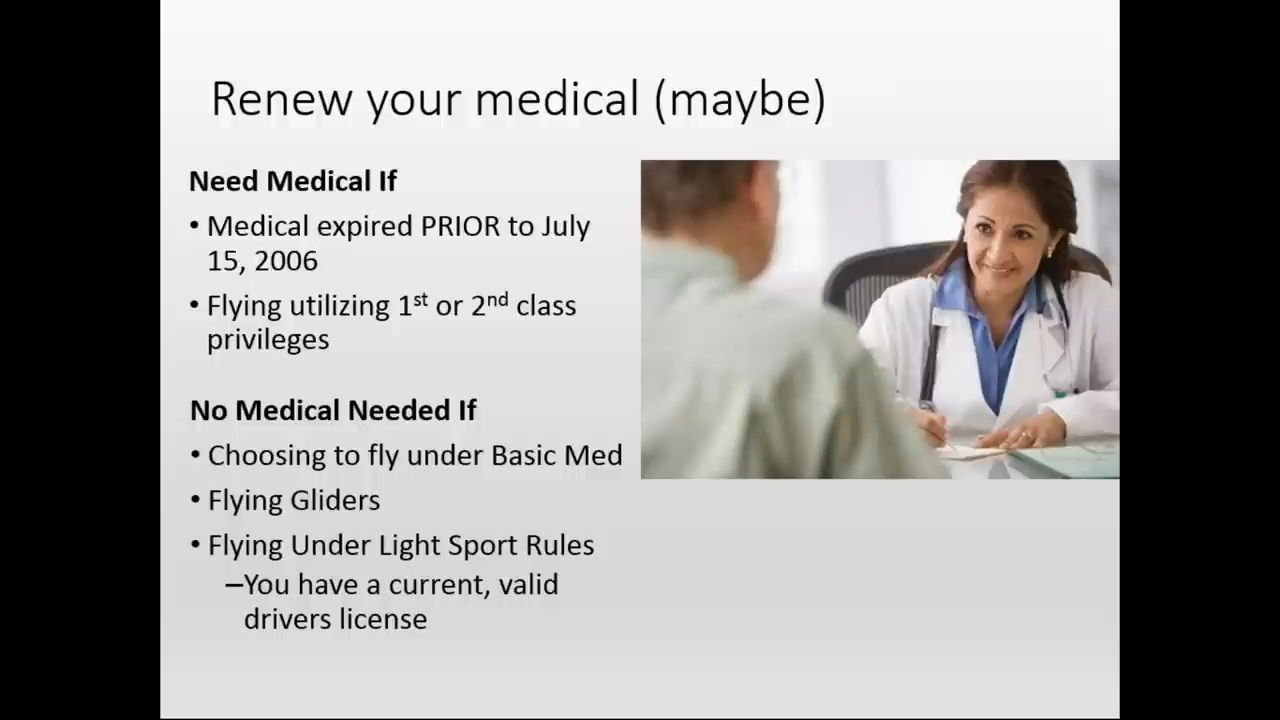 Renew your medical (maybe)
Need Medical If
• Medical expired PRIOR to July
15, 2006
• Flying utilizing 1st or 2nd class
privileges
No Medical Needed If
• Choosing to fly under Basic Med
• Flying Gliders
• Flying Under Light Sport Rules
–You have a current, valid
drivers license